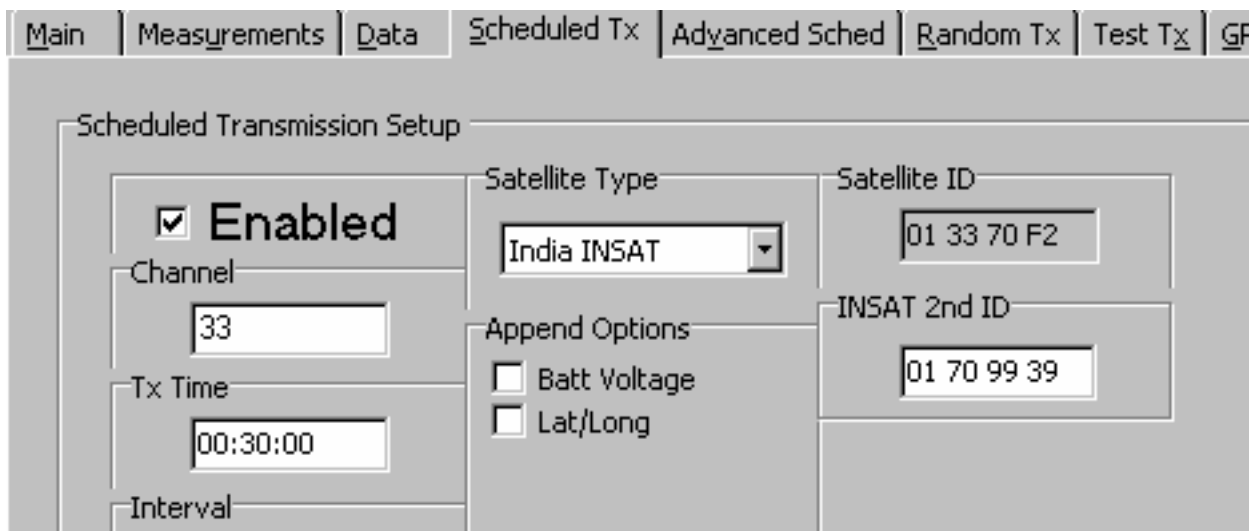 Main Measurements Data Scheduled Tx Advanced Sched Random Tx Test Tx
Scheduled Transmission Setup
Enabled
Channel
33
Tx Time
00:30:00
Interval
Satellite Type
India INSAT
Append Options
Batt Voltage
Lat/Long
Satellite ID
01 33 70 F2
INSAT 2nd ID
01 70 99 39